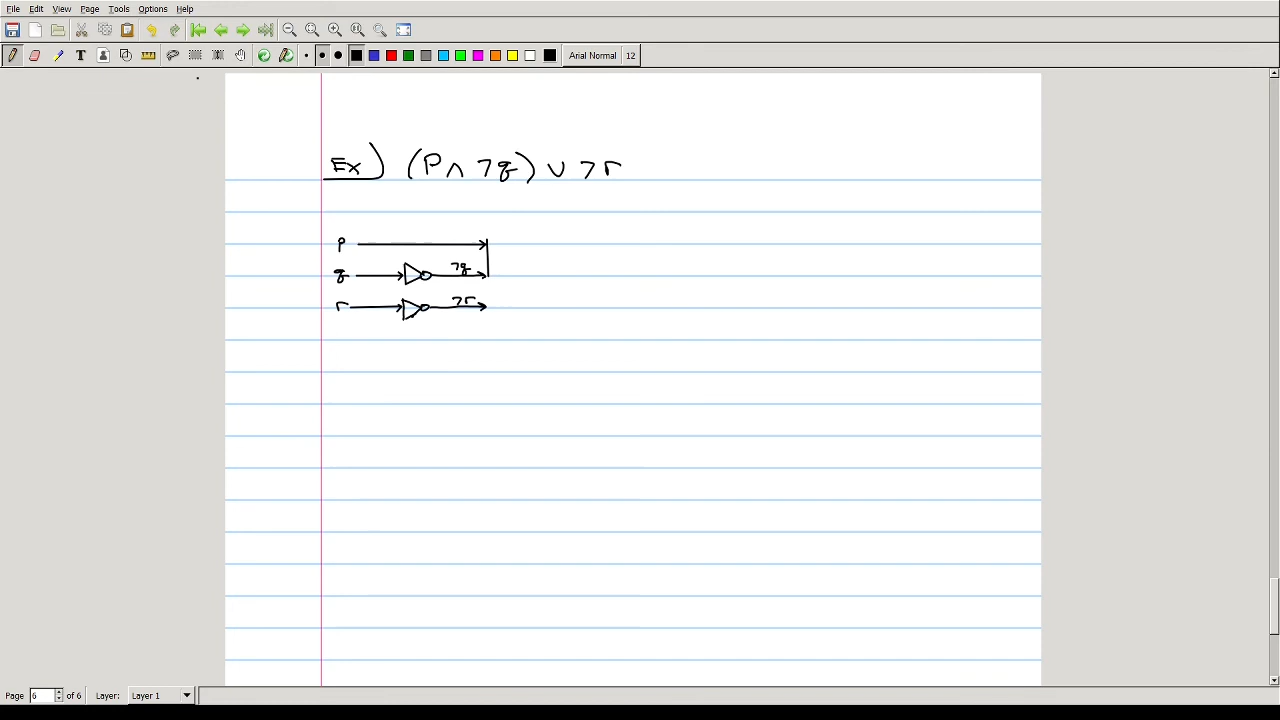 File Edit View Page Tools Options Help
Arial Normal 12
Ex) (P ∧ ¬q) ∨ ¬r
p
q ¬q
r ¬r
Page 6 of 6 Layer: Layer 1